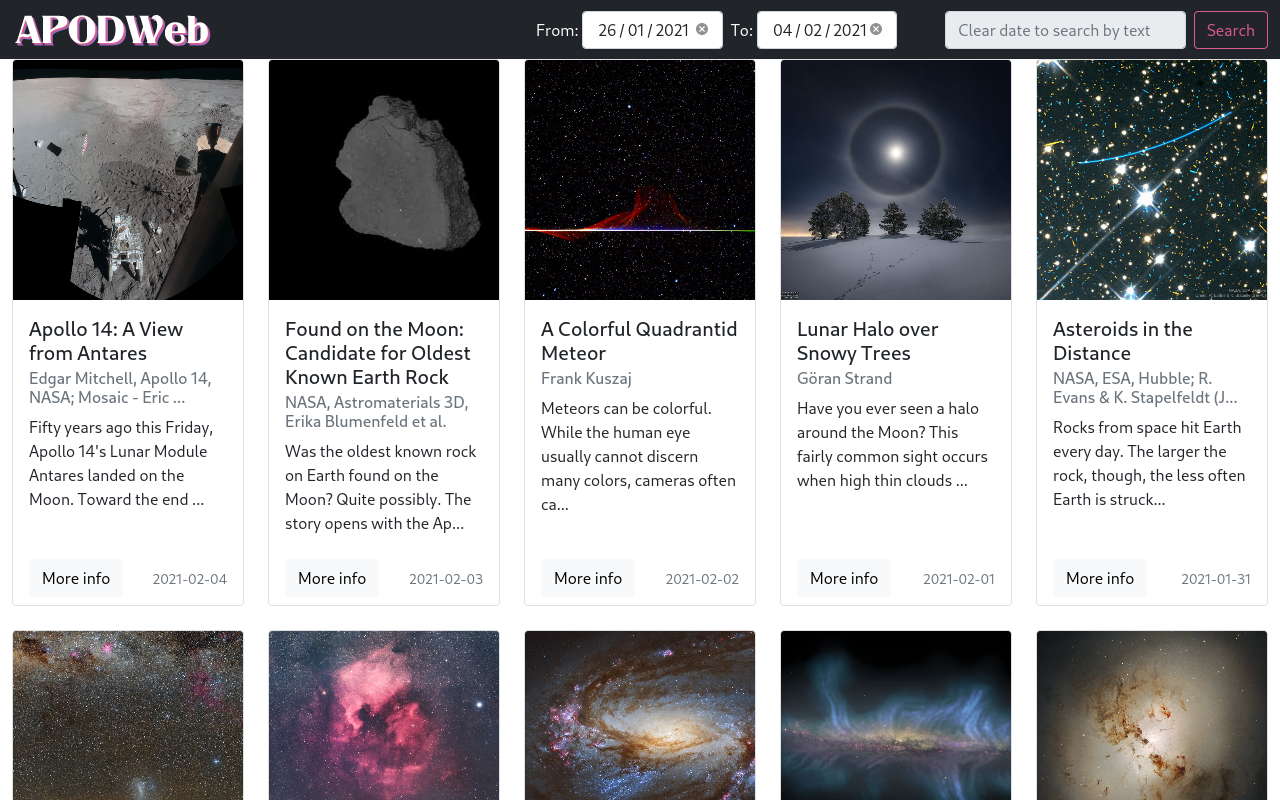 APODWeb
From: 26 / 01 / 2021 To: 04 / 02 / 2021 Clear date to search by text Search
Apollo 14: A View
from Antares
Edgar Mitchell, Apollo 14,
NASA; Mosaic - Eric ...
Fifty years ago this Friday,
Apollo 14's Lunar Module
Antares landed on the
Moon. Toward the end ...
More info 2021-02-04
Found on the Moon:
Candidate for Oldest
Known Earth Rock
NASA, Astromaterials 3D,
Erika Blumenfeld et al.
Was the oldest known rock
on Earth found on the
Moon? Quite possibly. The
story opens with the Ap...
More info 2021-02-03
A Colorful Quadrantid
Meteor
Frank Kuszaj
Meteors can be colorful.
While the human eye
usually cannot discern
many colors, cameras often
ca...
More info 2021-02-02
Lunar Halo over
Snowy Trees
Göran Strand
Have you ever seen a halo
around the Moon? This
fairly common sight occurs
when high thin clouds ...
More info 2021-02-01
Asteroids in the
Distance
NASA, ESA, Hubble; R.
Evans & K. Stapelfeldt (J...
Rocks from space hit Earth
every day. The larger the
rock, though, the less often
Earth is struck...
More info 2021-01-31